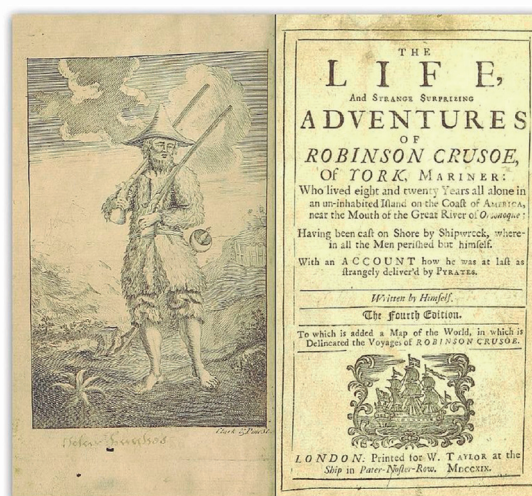 Clark & Pine Sc.
THE
LIFE,
And STRANGE SURPRIZING
ADVENTURES
OF
ROBINSON CRUSOE,
Of YORK, MARINER:
Who lived eight and twenty Years all alone in
an un-inhabited Island on the Coast of AMERICA,
near the Mouth of the Great River of Oroonoque;
Having been cast on Shore by Shipwreck, where-
in all the Men perished but himself.
With an ACCOUNT how he was at last as
strangely deliver'd by PYRATES.
Written by Himself.
The Fourth Edition.
To which is added a Map of the World, in which is
Delineated the Voyages of ROBINSON CRUSOE.
LONDON: Printed for W. TAYLOR at the
Ship in Pater-Noster-Row. MDCCXIX.